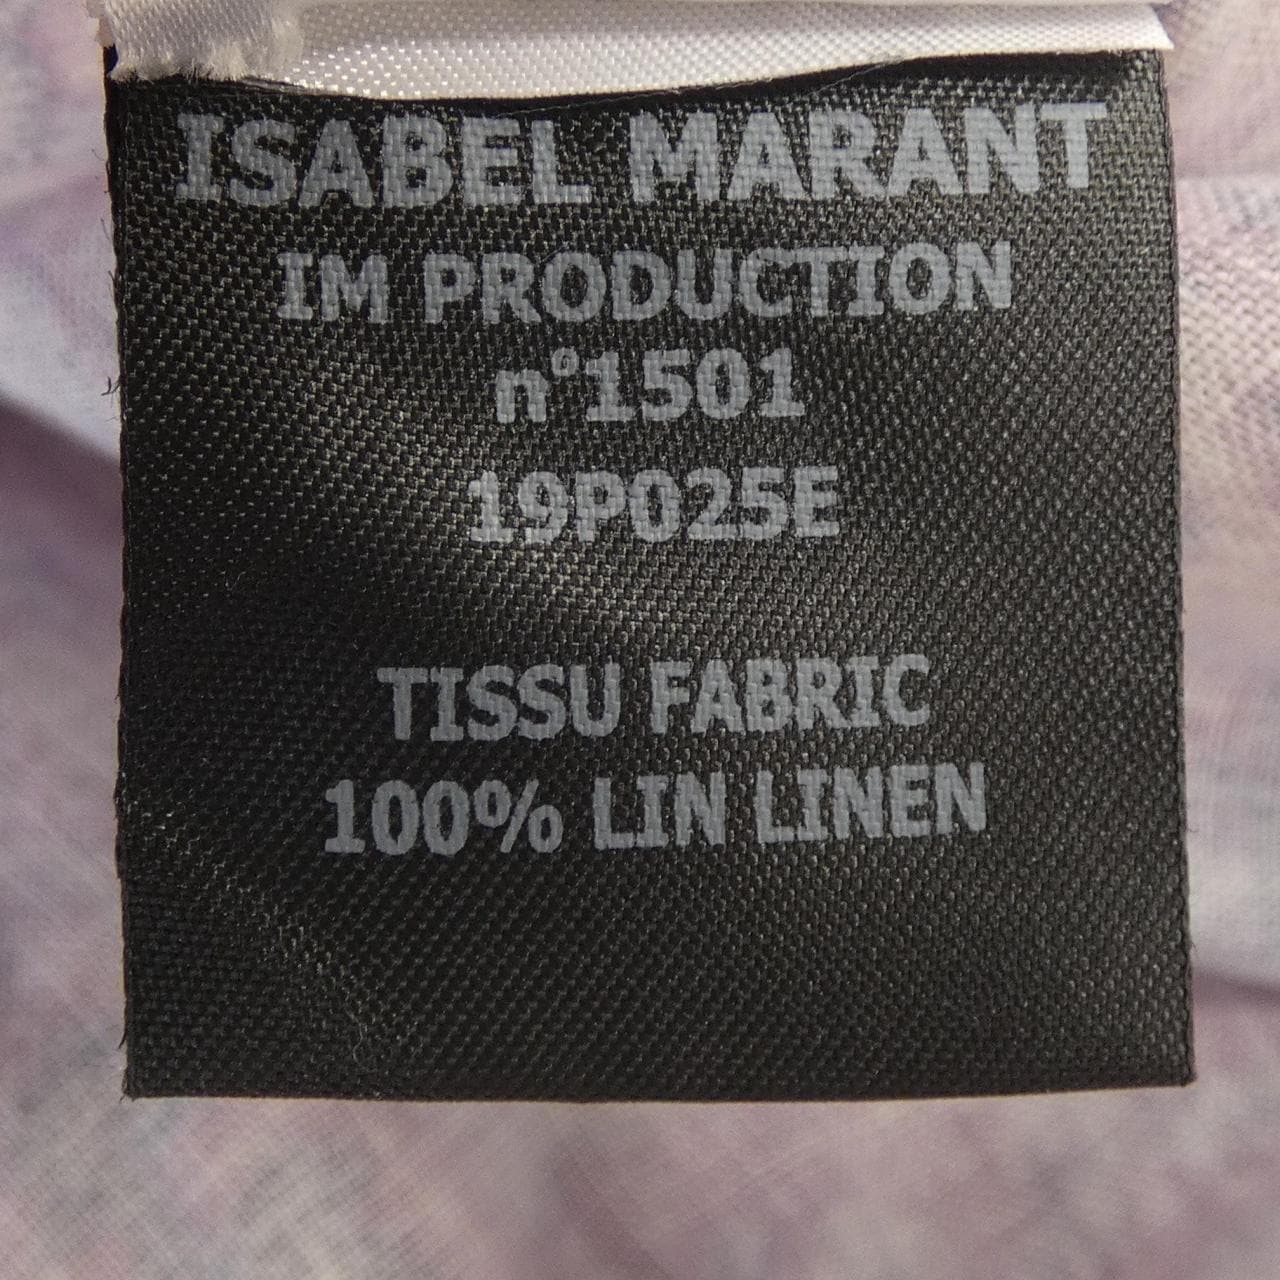 ISABEL MARANT
IM PRODUCTION
n°1501
19P025E
TISSU FABRIC
100% LIN LINEN